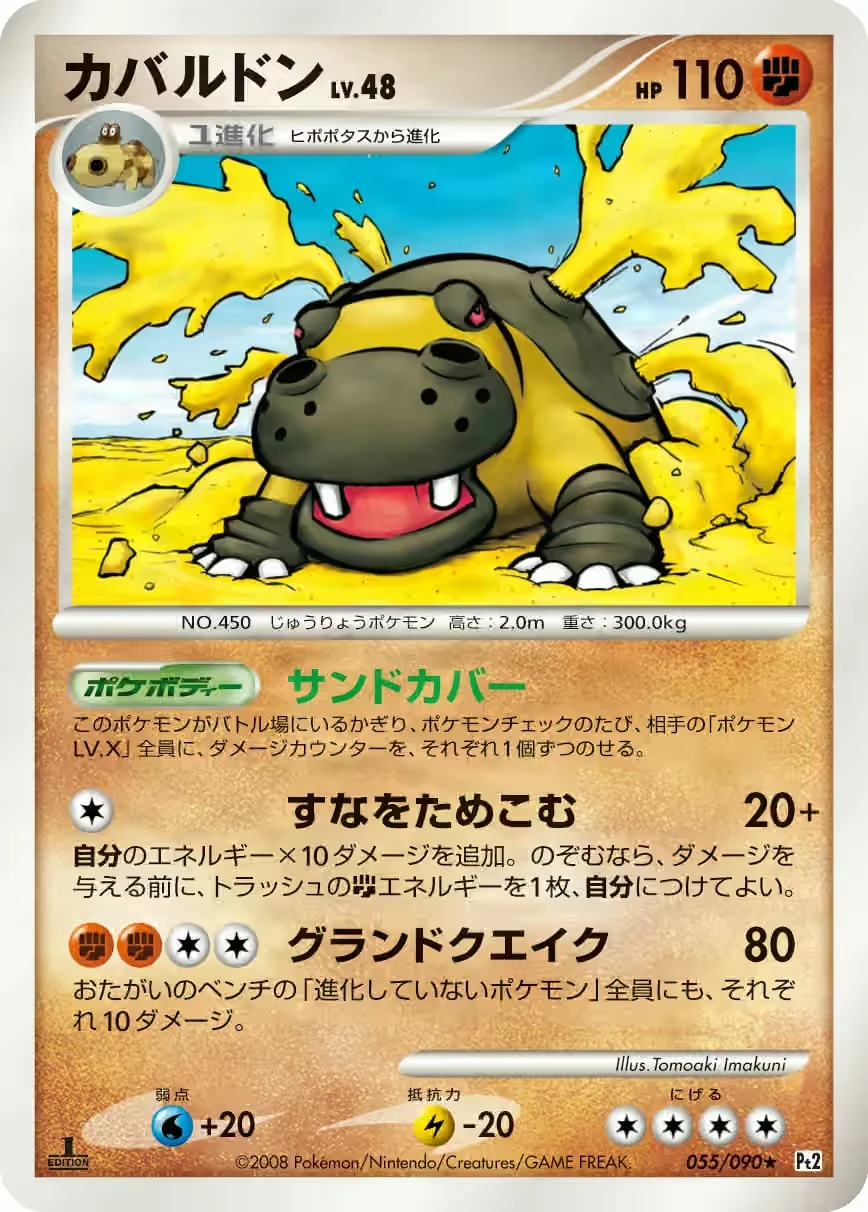 カバルドン LV.48 HP 110
1進化 ヒポポタスから進化
NO.450 じゅうりょうポケモン 高さ:2.0m 重さ:300.0kg
ポケボディー サンドカバー
このポケモンがバトル場にいるかぎり、ポケモンチェックのたび、相手の「ポケモン
LV.X」全員に、ダメージカウンターを、それぞれ1個ずつのせる。
すなをためこむ 20+
自分のエネルギー×10ダメージを追加。のぞむなら、ダメージを
与える前に、トラッシュのエネルギーを1枚、自分につけてよい。
グランドクエイク 80
おたがいのベンチの「進化していないポケモン」全員にも、それぞ
れ10ダメージ。
Illus.Tomoaki Imakuni
弱点 抵抗力 にげる
+20 -20
1 EDITION
©2008 Pokémon/Nintendo/Creatures/GAME FREAK. 055/090★ Pt2